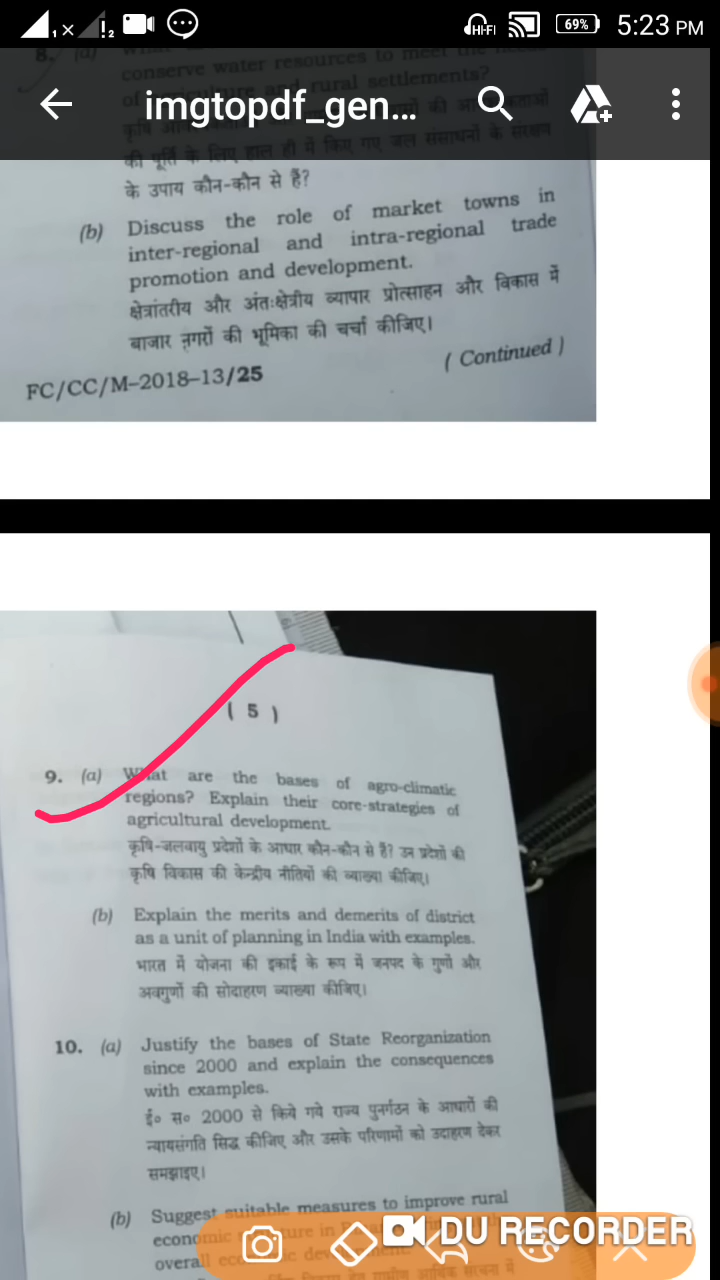 69%
5:23 PM
imgtopdf_gen...
conserve water resources to meet the
of agriculture and rural settlements?
की पूर्ति के लिए हाल ही में किए गए जल संसाधनों के संरक्षण
के उपाय कौन-कौन से हैं?
(b) Discuss the role of market towns in
inter-regional and intra-regional trade
promotion and development.
क्षेत्रांतरीय और अंतःक्षेत्रीय व्यापार प्रोत्साहन और विकास में
बाजार नगरों की भूमिका की चर्चा कीजिए।
( Continued )
FC/CC/M–2018–13/25
( 5 )
9. (a) What are the bases of agro-climatic
regions? Explain their core-strategies of
agricultural development.
कृषि-जलवायु प्रदेशों के आधार कौन-कौन से हैं? उन प्रदेशों की
कृषि विकास की केन्द्रीय नीतियों की व्याख्या कीजिए।
(b) Explain the merits and demerits of district
as a unit of planning in India with examples.
भारत में योजना की इकाई के रूप में जनपद के गुणों और
अवगुणों की सोदाहरण व्याख्या कीजिए।
10. (a) Justify the bases of State Reorganization
since 2000 and explain the consequences
with examples.
ई० स० 2000 से किये गये राज्य पुनर्गठन के आधारों की
न्यायसंगति सिद्ध कीजिए और उसके परिणामों को उदाहरण देकर
समझाइए।
(b) Suggest suitable measures to improve rural
DU RECORDER
overall